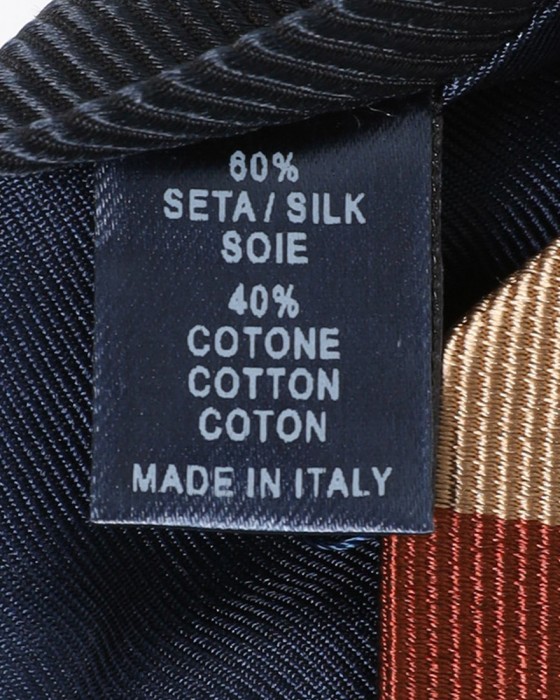 60%
SETA / SILK
SOIE
40%
COTONE
COTTON
COTON
MADE IN ITALY